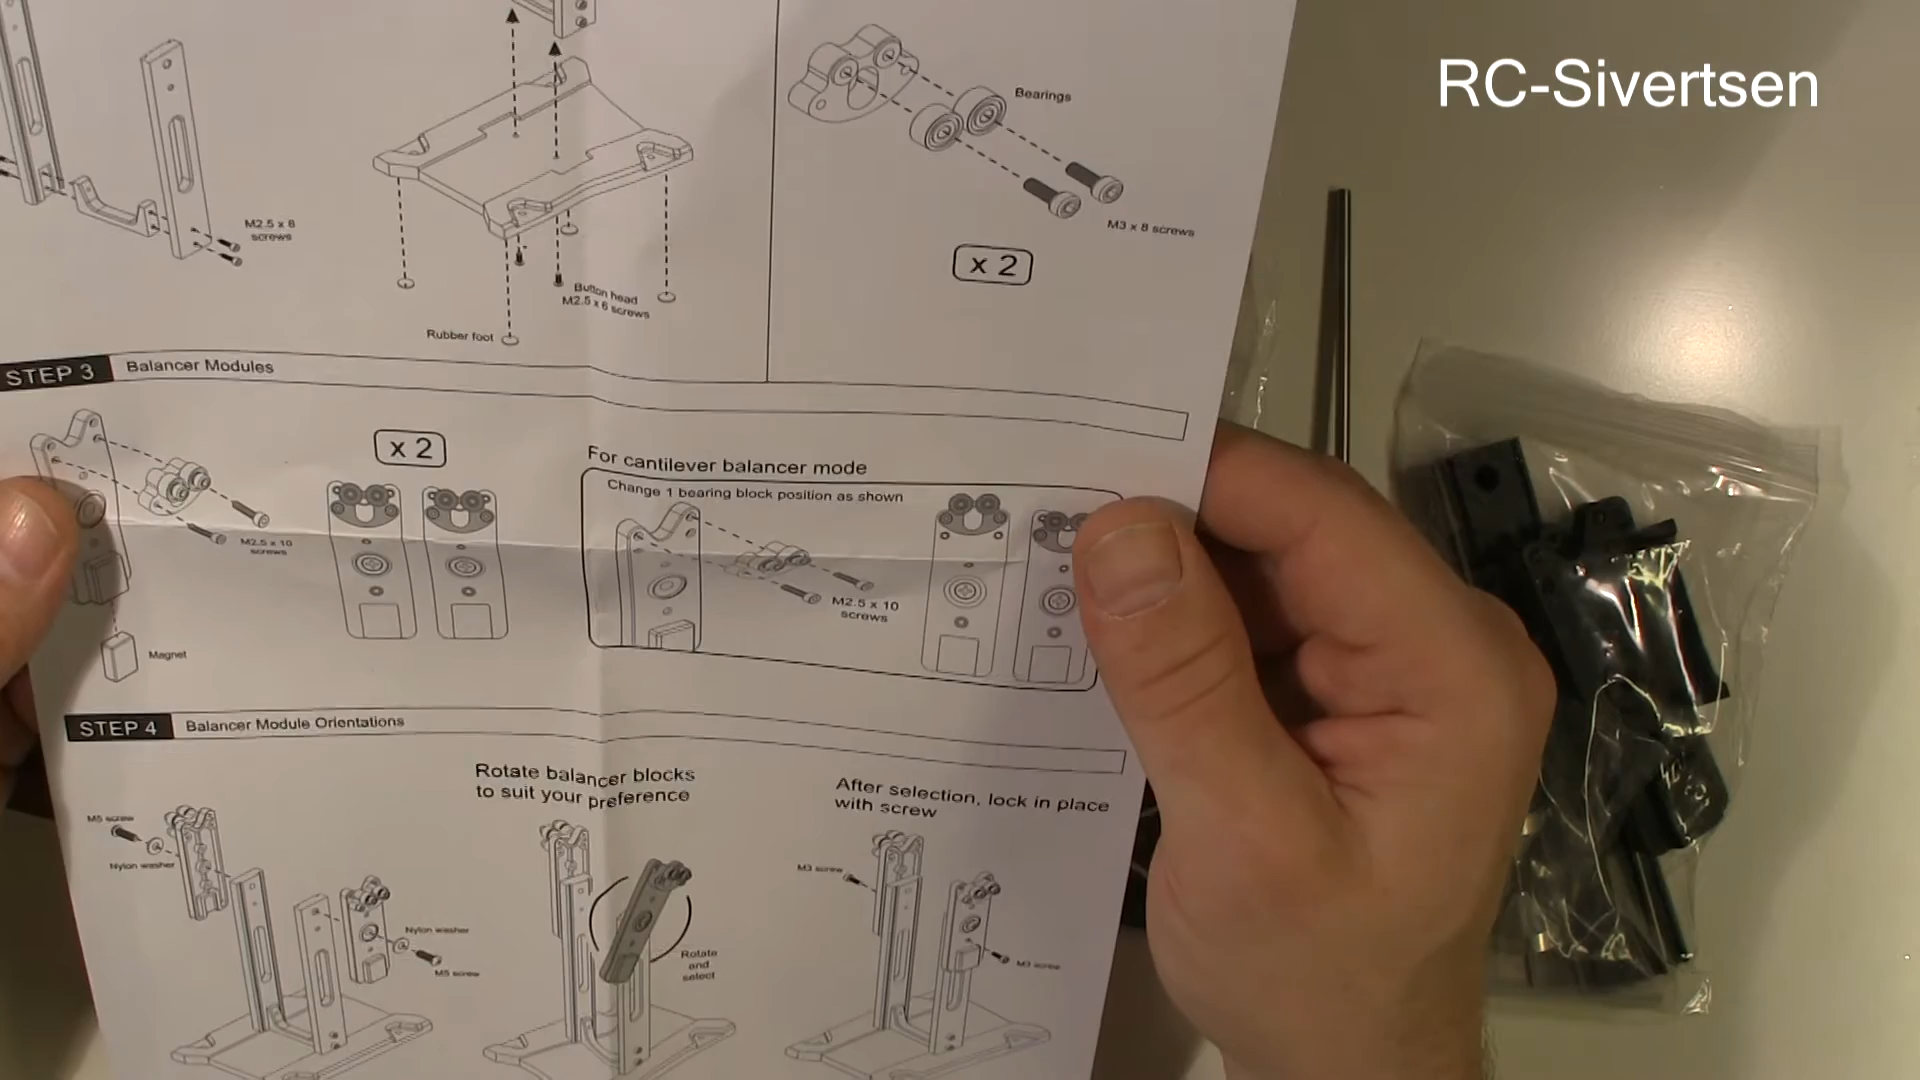 RC-Sivertsen
Bearings
M3 x 8 screws
x 2
M2.5 x 8
screws
Button head
M2.5 x 6 screws
Rubber foot
STEP 3
Balancer Modules
x 2
M2.5 x 10
screws
Magnet
For cantilever balancer mode
Change 1 bearing block position as shown
M2.5 x 10
screws
STEP 4
Balancer Module Orientations
M5 screw
Nylon washer
Nylon washer
M5 screw
Rotate balancer blocks
to suit your preference
Rotate
and
select
After selection, lock in place
with screw
M3 screw
M3 screw